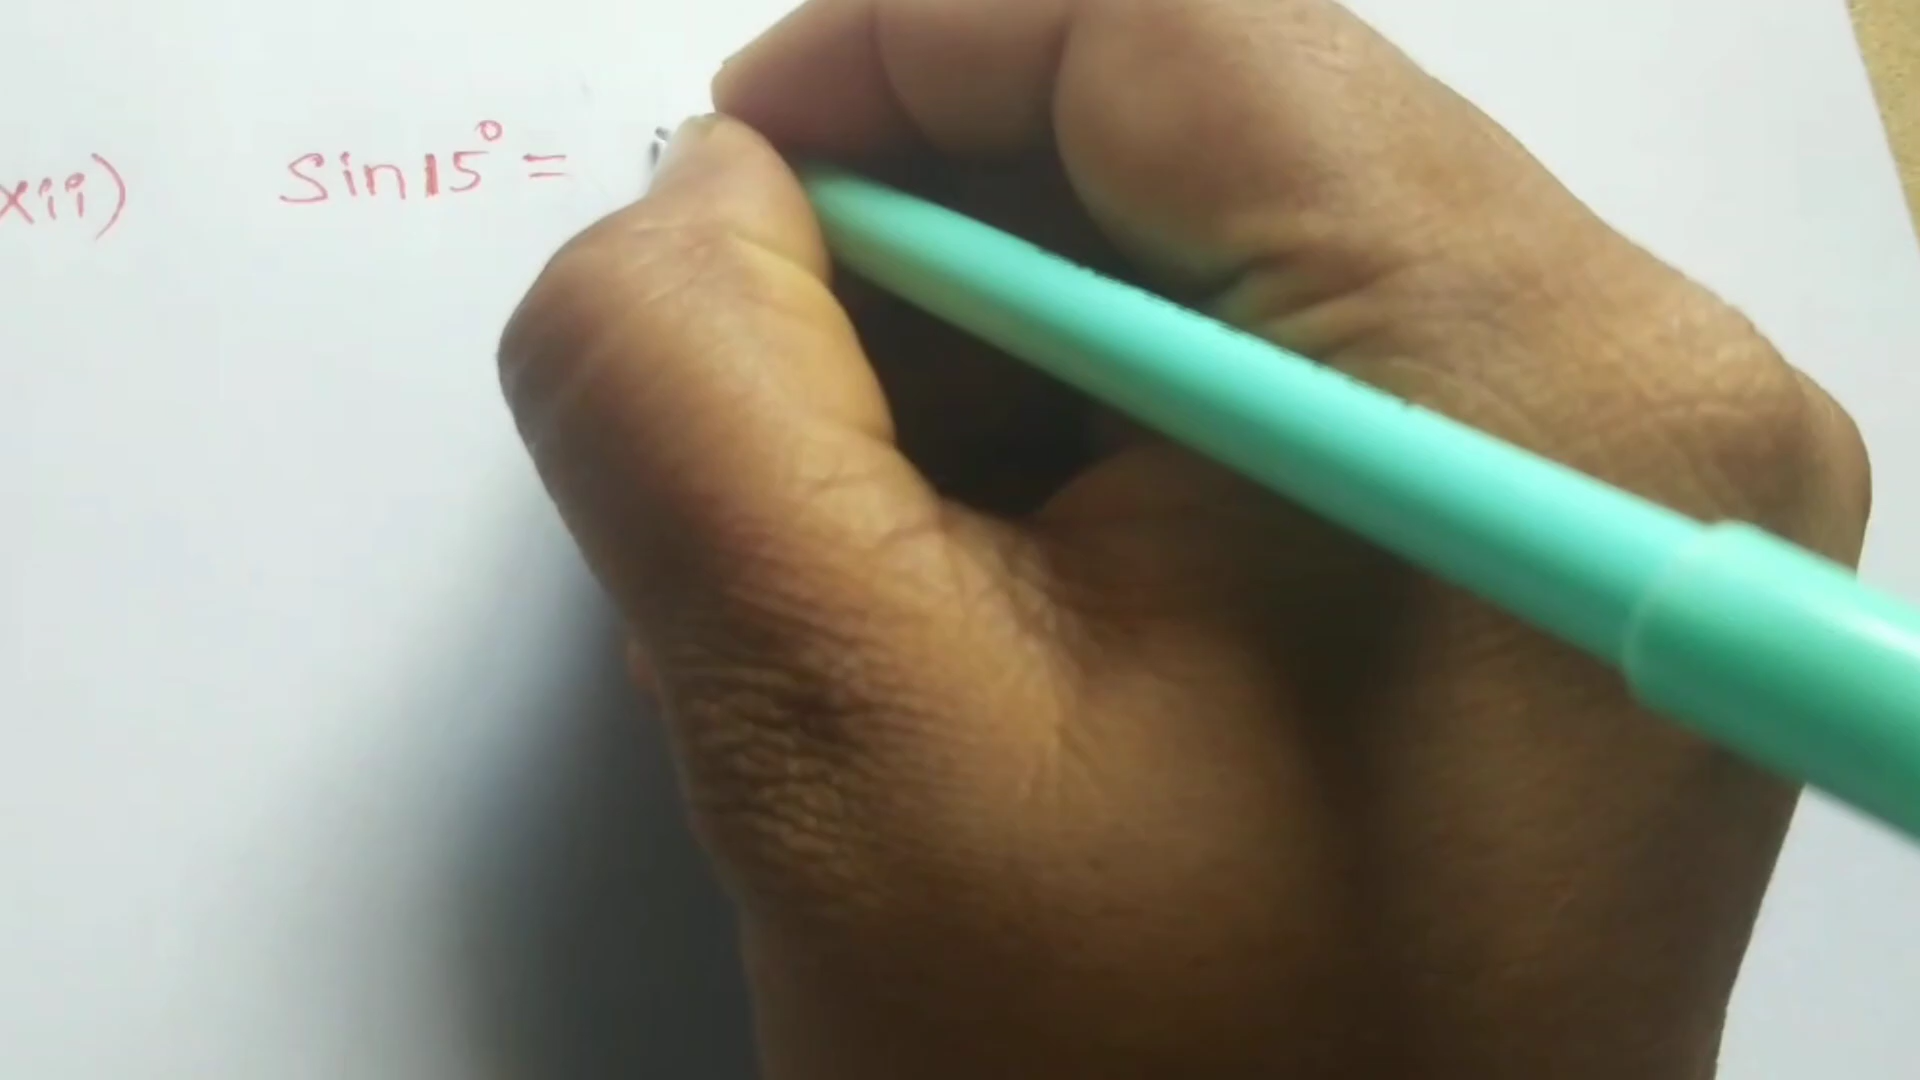 xii) Sin15° =